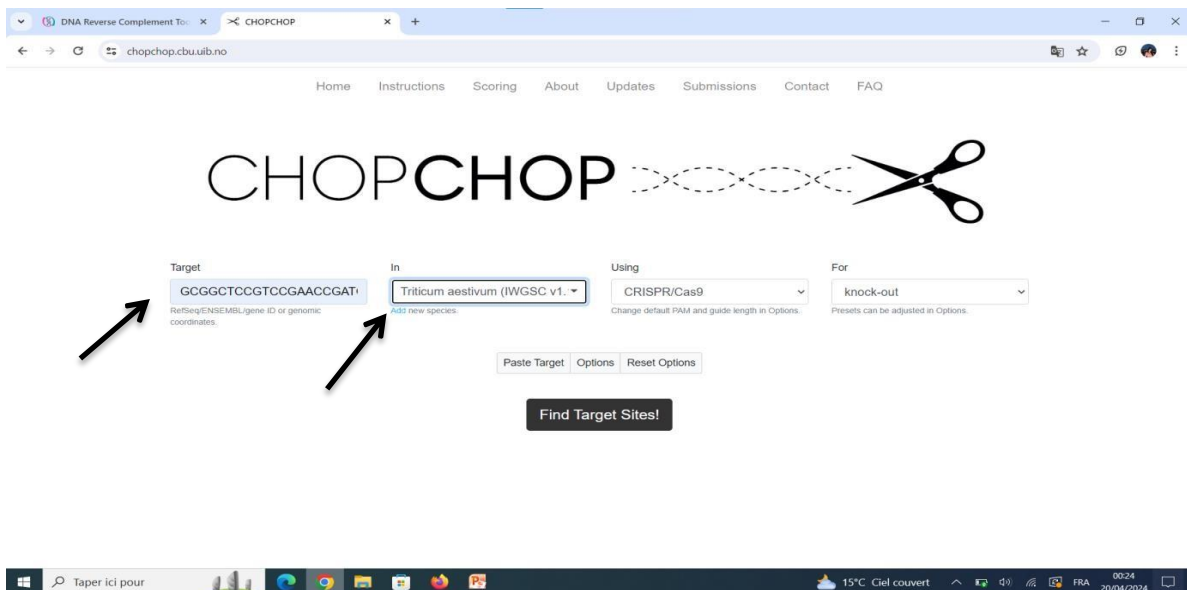 DNA Reverse Complement Too
CHOPCHOP
chopchop.cbu.uib.no
Home Instructions Scoring About Updates Submissions Contact FAQ
CHOPCHOP
Target In Using For
GCGGCTCCGTCCGAACCGAT Triticum aestivum (IWGSC v1. CRISPR/Cas9 knock-out
RefSeq/ENSEMBL/gene ID or genomic Add new species. Change default PAM and guide length in Options. Presets can be adjusted in Options.
coordinates.
Paste Target Options Reset Options
Find Target Sites!
Taper ici pour 15°C Ciel couvert FRA 00:24
20/04/2024